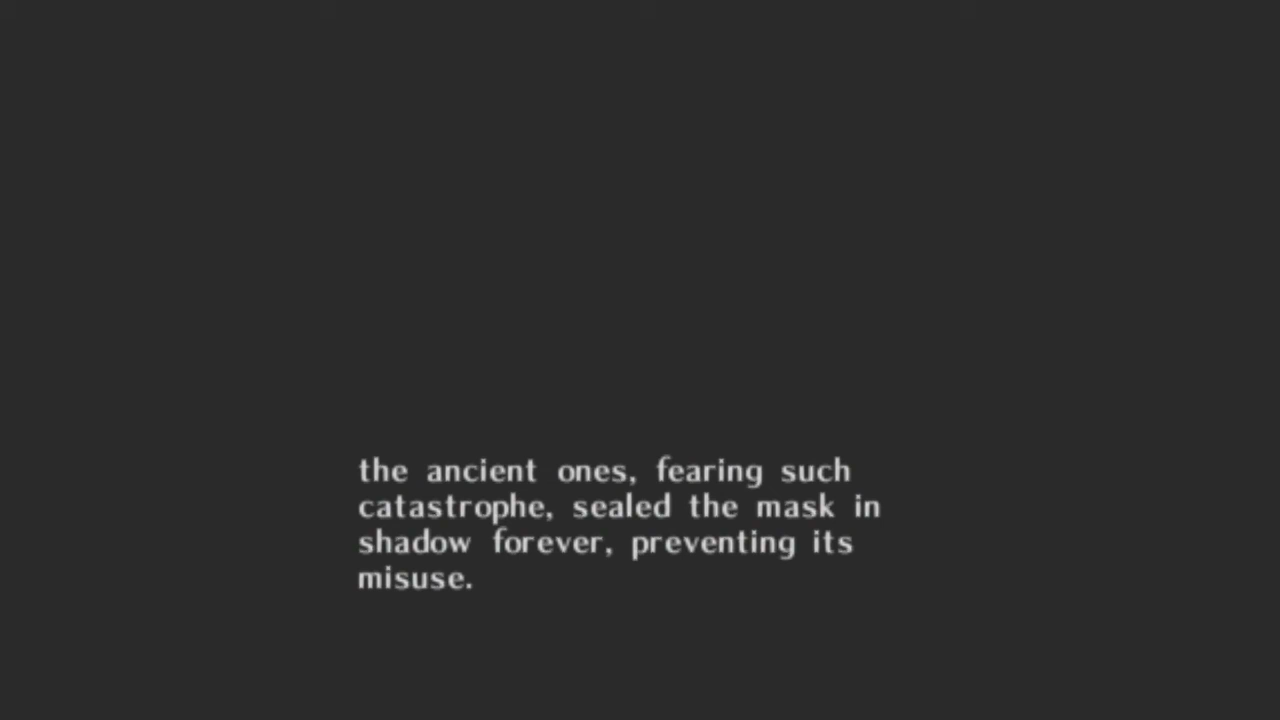 the ancient ones, fearing such
catastrophe, sealed the mask in
shadow forever, preventing its
misuse.